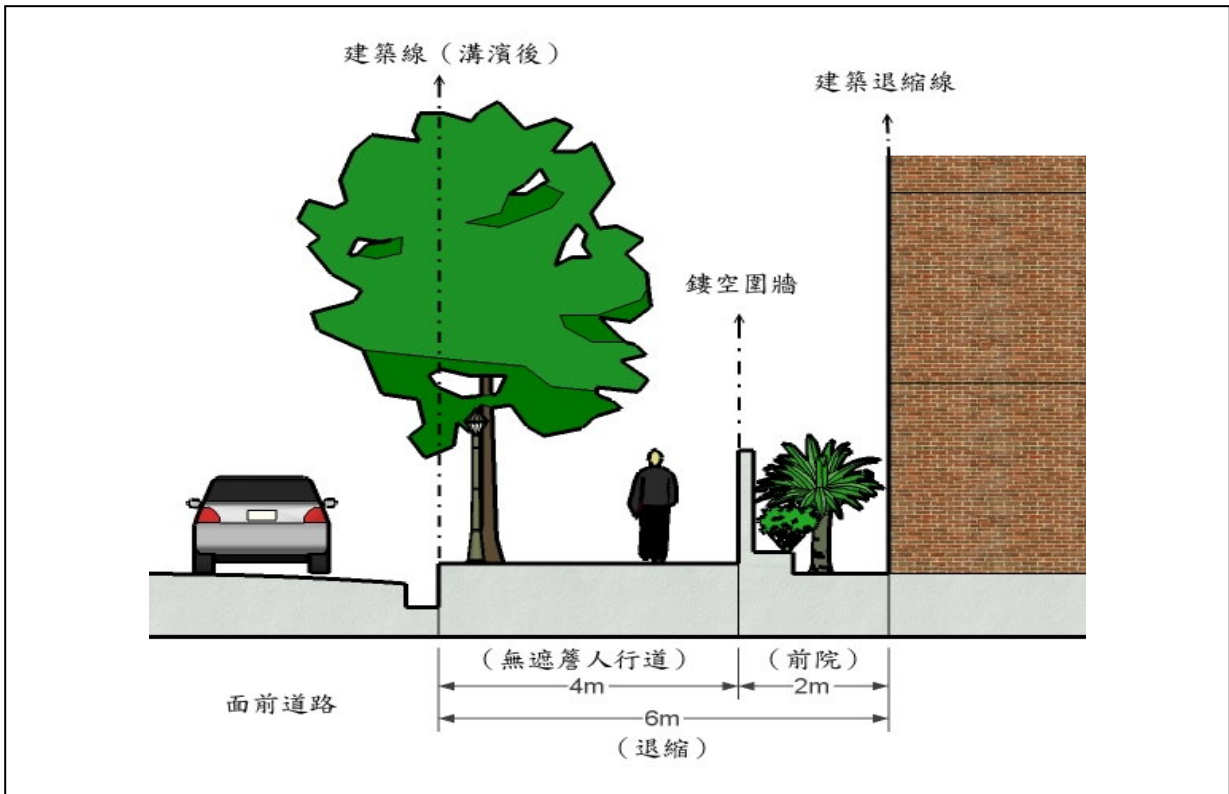 建築線（溝濱後）
建築退縮線
鏤空圍牆
（無遮簷人行道）
（前院）
4m
2m
面前道路
6m
（退縮）